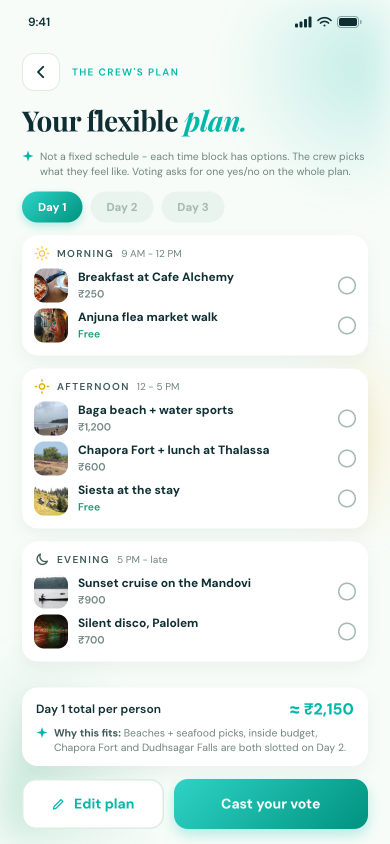 9:41
THE CREW'S PLAN
Your flexible plan.
Not a fixed schedule - each time block has options. The crew picks
what they feel like. Voting asks for one yes/no on the whole plan.
Day 1 Day 2 Day 3
MORNING 9 AM - 12 PM
Breakfast at Cafe Alchemy
₹250
Anjuna flea market walk
Free
AFTERNOON 12 - 5 PM
Baga beach + water sports
₹1,200
Chapora Fort + lunch at Thalassa
₹600
Siesta at the stay
Free
EVENING 5 PM - late
Sunset cruise on the Mandovi
₹900
Silent disco, Palolem
₹700
Day 1 total per person ≈ ₹2,150
Why this fits: Beaches + seafood picks, inside budget,
Chapora Fort and Dudhsagar Falls are both slotted on Day 2.
Edit plan Cast your vote